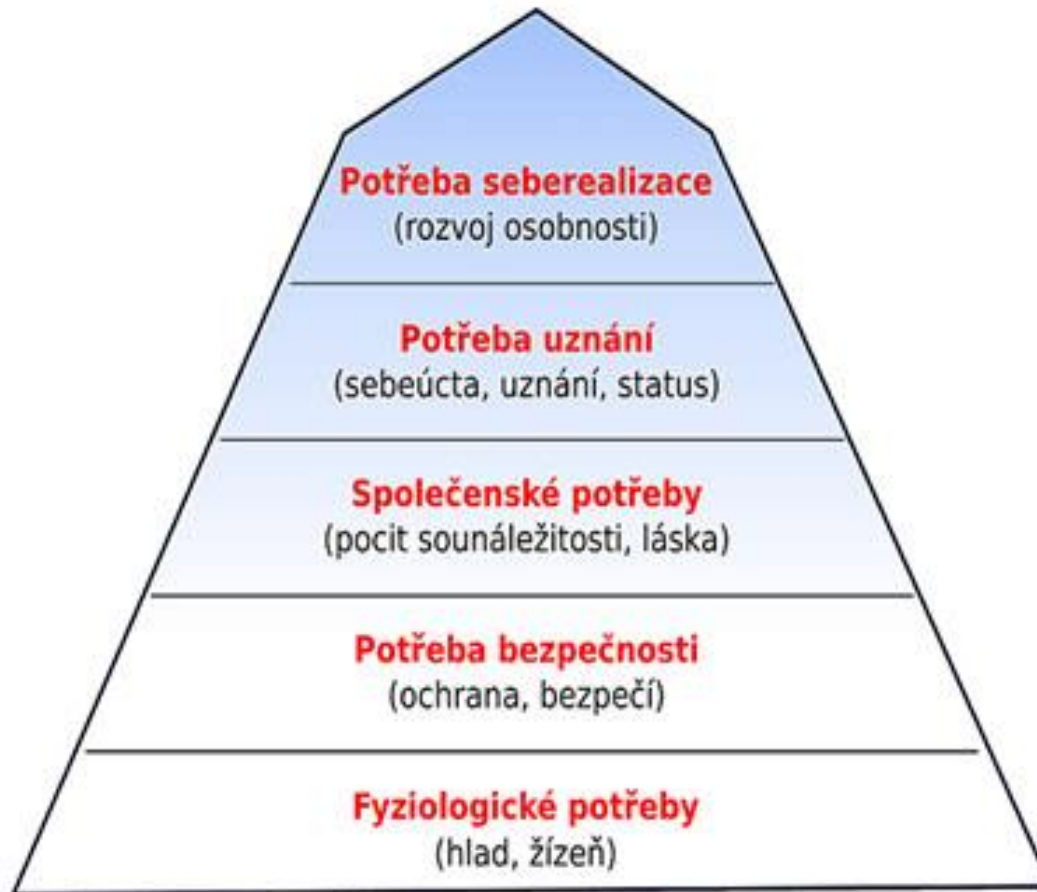 Potřeba seberealizace
(rozvoj osobnosti)
Potřeba uznání
(sebeúcta, uznání, status)
Společenské potřeby
(pocit sounáležitosti, láska)
Potřeba bezpečnosti
(ochrana, bezpečí)
Fyziologické potřeby
(hlad, žízeň)